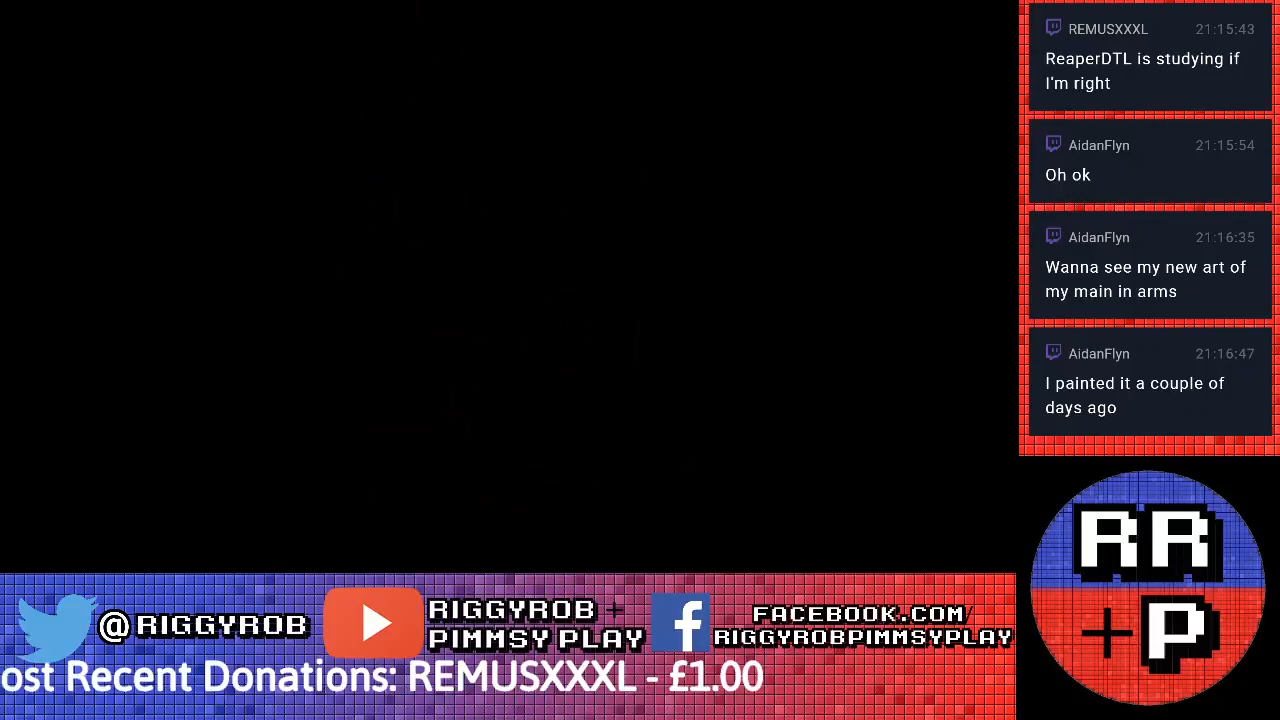 REMUSXXXL 21:15:43
ReaperDTL is studying if
I'm right
AidanFlyn 21:15:54
Oh ok
AidanFlyn 21:16:35
Wanna see my new art of
my main in arms
AidanFlyn 21:16:47
I painted it a couple of
days ago
RR
+P
@RIGGYROB
RIGGYROB +
PIMMSY PLAY
FACEBOOK.COM/
RIGGYROBPIMMSYPLAY
ost Recent Donations: REMUSXXXL - £1.00